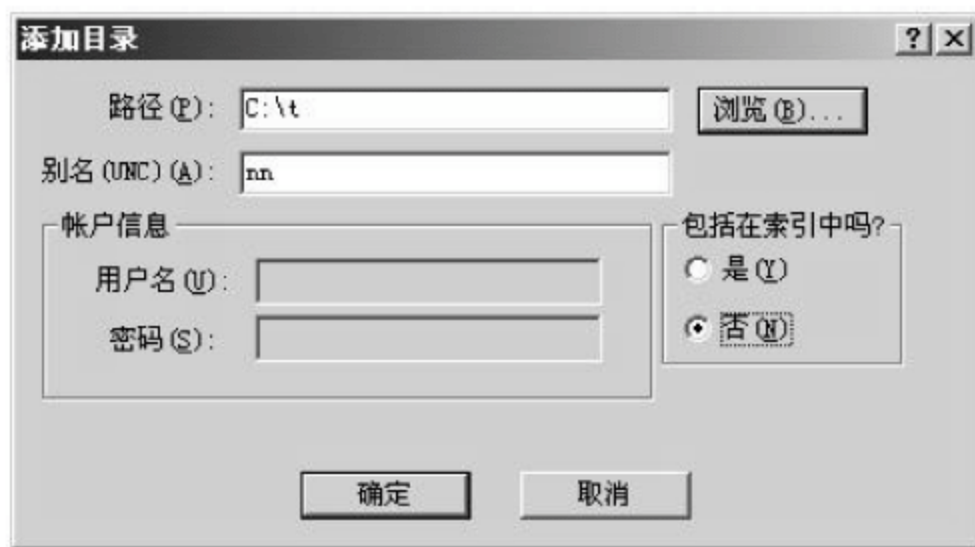 添加目录
路径(P): C:\t 浏览(B)...
别名(UNC)(A): nn
帐户信息 包括在索引中吗?
用户名(U): 是(Y)
密码(S): 否(N)
确定 取消